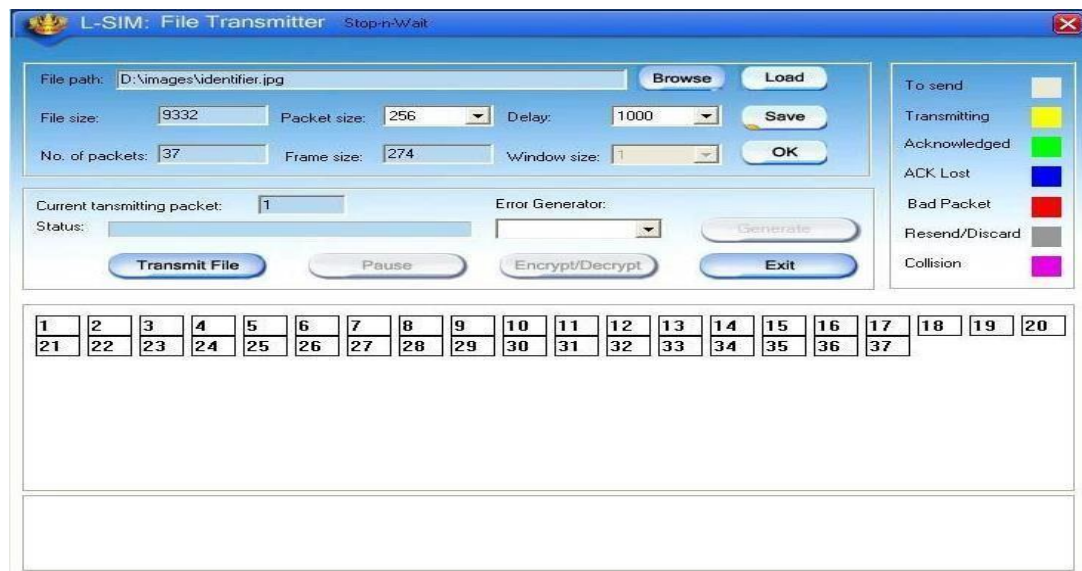 L-SIM: File Transmitter Stop-n-Wait
File path: D:\images\identifier.jpg Browse Load
File size: 9332 Packet size: 256 Delay: 1000 Save
No. of packets: 37 Frame size: 274 Window size: 1 OK
Current tansmitting packet: 1 Error Generator:
Status: Generate
Transmit File Pause Encrypt/Decrypt Exit
To send
Transmitting
Acknowledged
ACK Lost
Bad Packet
Resend/Discard
Collision
1 2 3 4 5 6 7 8 9 10 11 12 13 14 15 16 17 18 19 20
21 22 23 24 25 26 27 28 29 30 31 32 33 34 35 36 37